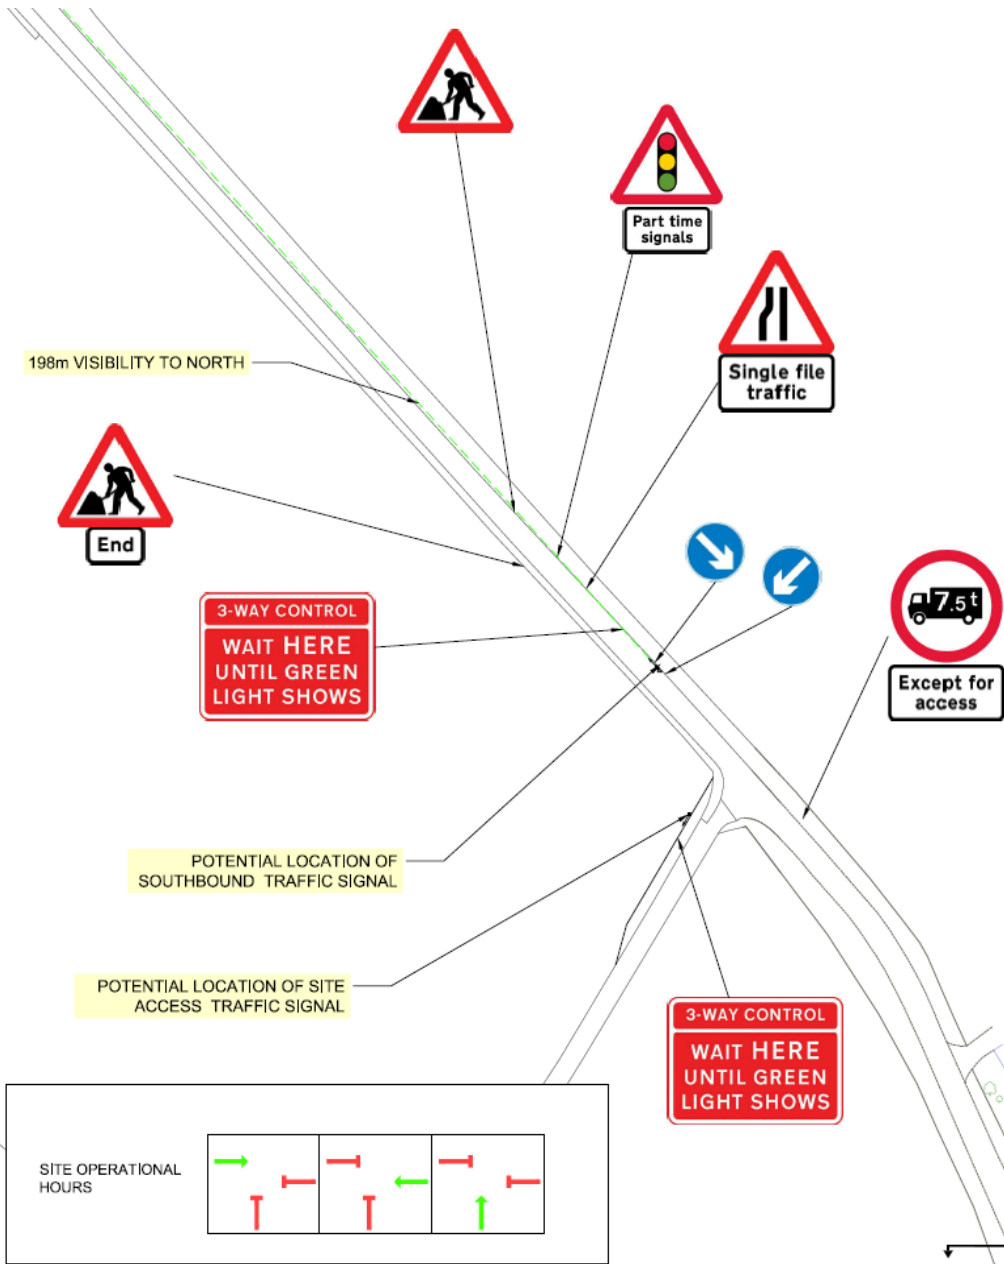 Part time
signals
Single file
traffic
198m VISIBILITY TO NORTH
End
3-WAY CONTROL
WAIT HERE
UNTIL GREEN
LIGHT SHOWS
7.5t
Except for
access
POTENTIAL LOCATION OF
SOUTHBOUND TRAFFIC SIGNAL
POTENTIAL LOCATION OF SITE
ACCESS TRAFFIC SIGNAL
3-WAY CONTROL
WAIT HERE
UNTIL GREEN
LIGHT SHOWS
SITE OPERATIONAL
HOURS